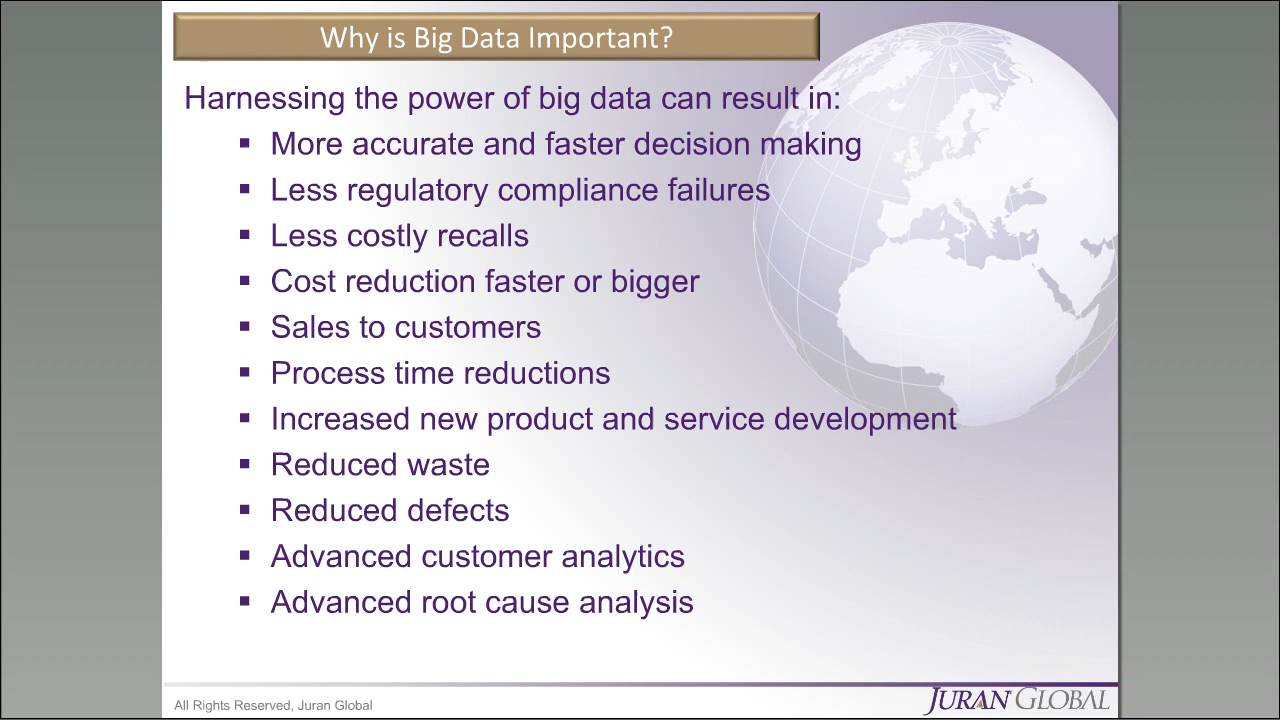 Why is Big Data Important?
Harnessing the power of big data can result in:
▪ More accurate and faster decision making
▪ Less regulatory compliance failures
▪ Less costly recalls
▪ Cost reduction faster or bigger
▪ Sales to customers
▪ Process time reductions
▪ Increased new product and service development
▪ Reduced waste
▪ Reduced defects
▪ Advanced customer analytics
▪ Advanced root cause analysis
All Rights Reserved, Juran Global
JURAN GLOBAL